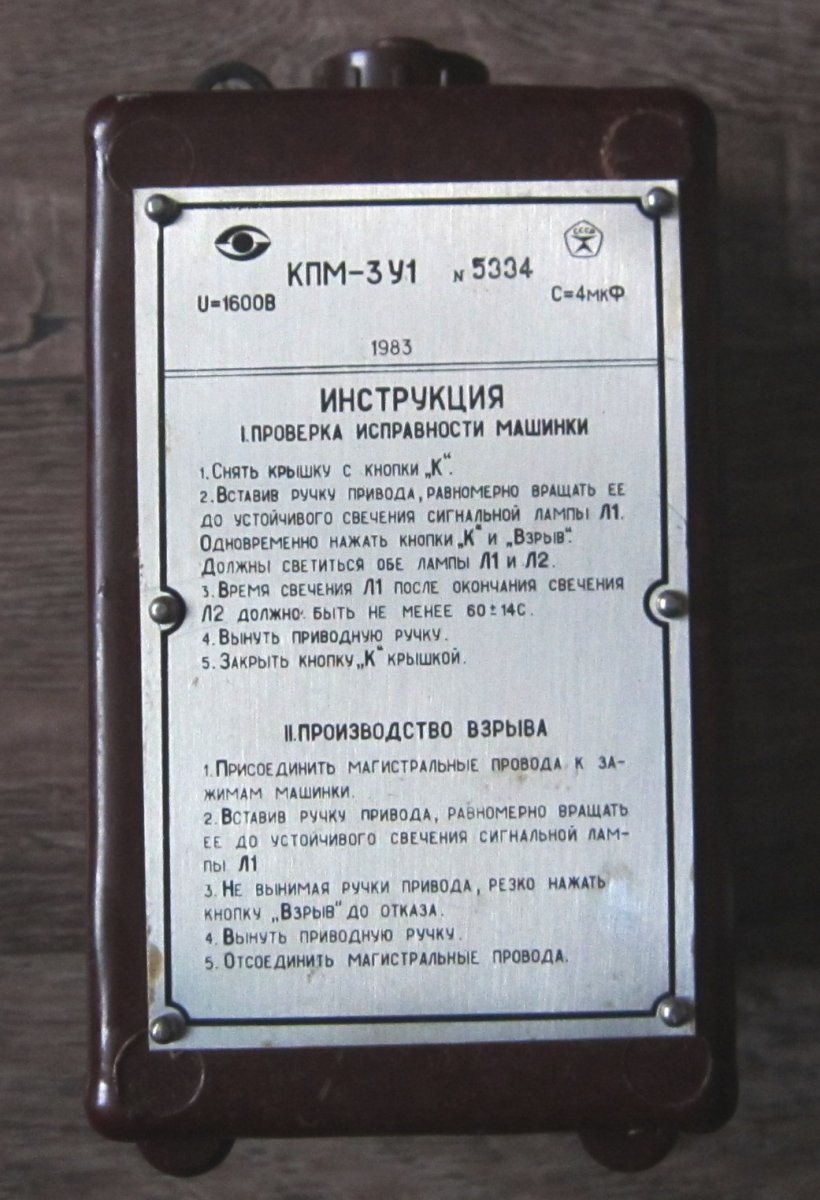 СССР
КПМ-3 У1 N 5334
U=1600В C=4МКФ
1983
ИНСТРУКЦИЯ
I.ПРОВЕРКА ИСПРАВНОСТИ МАШИНКИ
1.СНЯТЬ КРЫШКУ С КНОПКИ „К“.
2.ВСТАВИВ РУЧКУ ПРИВОДА, РАВНОМЕРНО ВРАЩАТЬ ЕЕ
ДО УСТОЙЧИВОГО СВЕЧЕНИЯ СИГНАЛЬНОЙ ЛАМПЫ Л1.
ОДНОВРЕМЕННО НАЖАТЬ КНОПКИ „К“ И „ВЗРЫВ“.
ДОЛЖНЫ СВЕТИТЬСЯ ОБЕ ЛАМПЫ Л1 И Л2.
3.ВРЕМЯ СВЕЧЕНИЯ Л1 ПОСЛЕ ОКОНЧАНИЯ СВЕЧЕНИЯ
Л2 ДОЛЖНО БЫТЬ НЕ МЕНЕЕ 60±14С.
4.ВЫНУТЬ ПРИВОДНУЮ РУЧКУ.
5.ЗАКРЫТЬ КНОПКУ „К“ КРЫШКОЙ.
II.ПРОИЗВОДСТВО ВЗРЫВА
1.ПРИСОЕДИНИТЬ МАГИСТРАЛЬНЫЕ ПРОВОДА К ЗА-
ЖИМАМ МАШИНКИ.
2.ВСТАВИВ РУЧКУ ПРИВОДА, РАВНОМЕРНО ВРАЩАТЬ
ЕЕ ДО УСТОЙЧИВОГО СВЕЧЕНИЯ СИГНАЛЬНОЙ ЛАМ-
ПЫ Л1
3.НЕ ВЫНИМАЯ РУЧКИ ПРИВОДА, РЕЗКО НАЖАТЬ
КНОПКУ „ВЗРЫВ“ ДО ОТКАЗА.
4.ВЫНУТЬ ПРИВОДНУЮ РУЧКУ.
5.ОТСОЕДИНИТЬ МАГИСТРАЛЬНЫЕ ПРОВОДА.